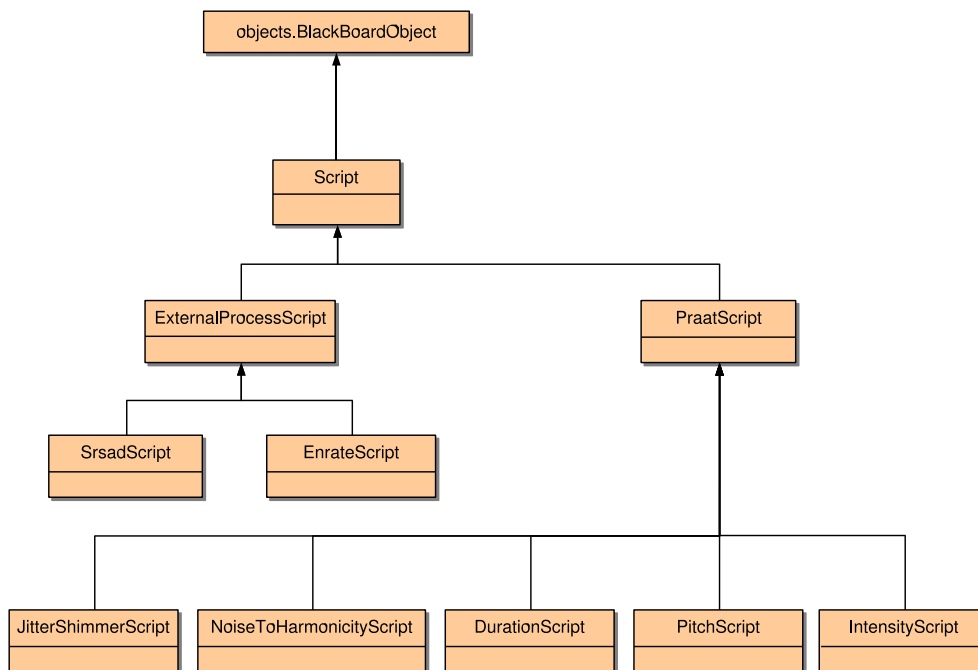 objects.BlackBoardObject
Script
ExternalProcessScript
PraatScript
SrsadScript
EnrateScript
JitterShimmerScript
NoiseToHarmonicityScript
DurationScript
PitchScript
IntensityScript